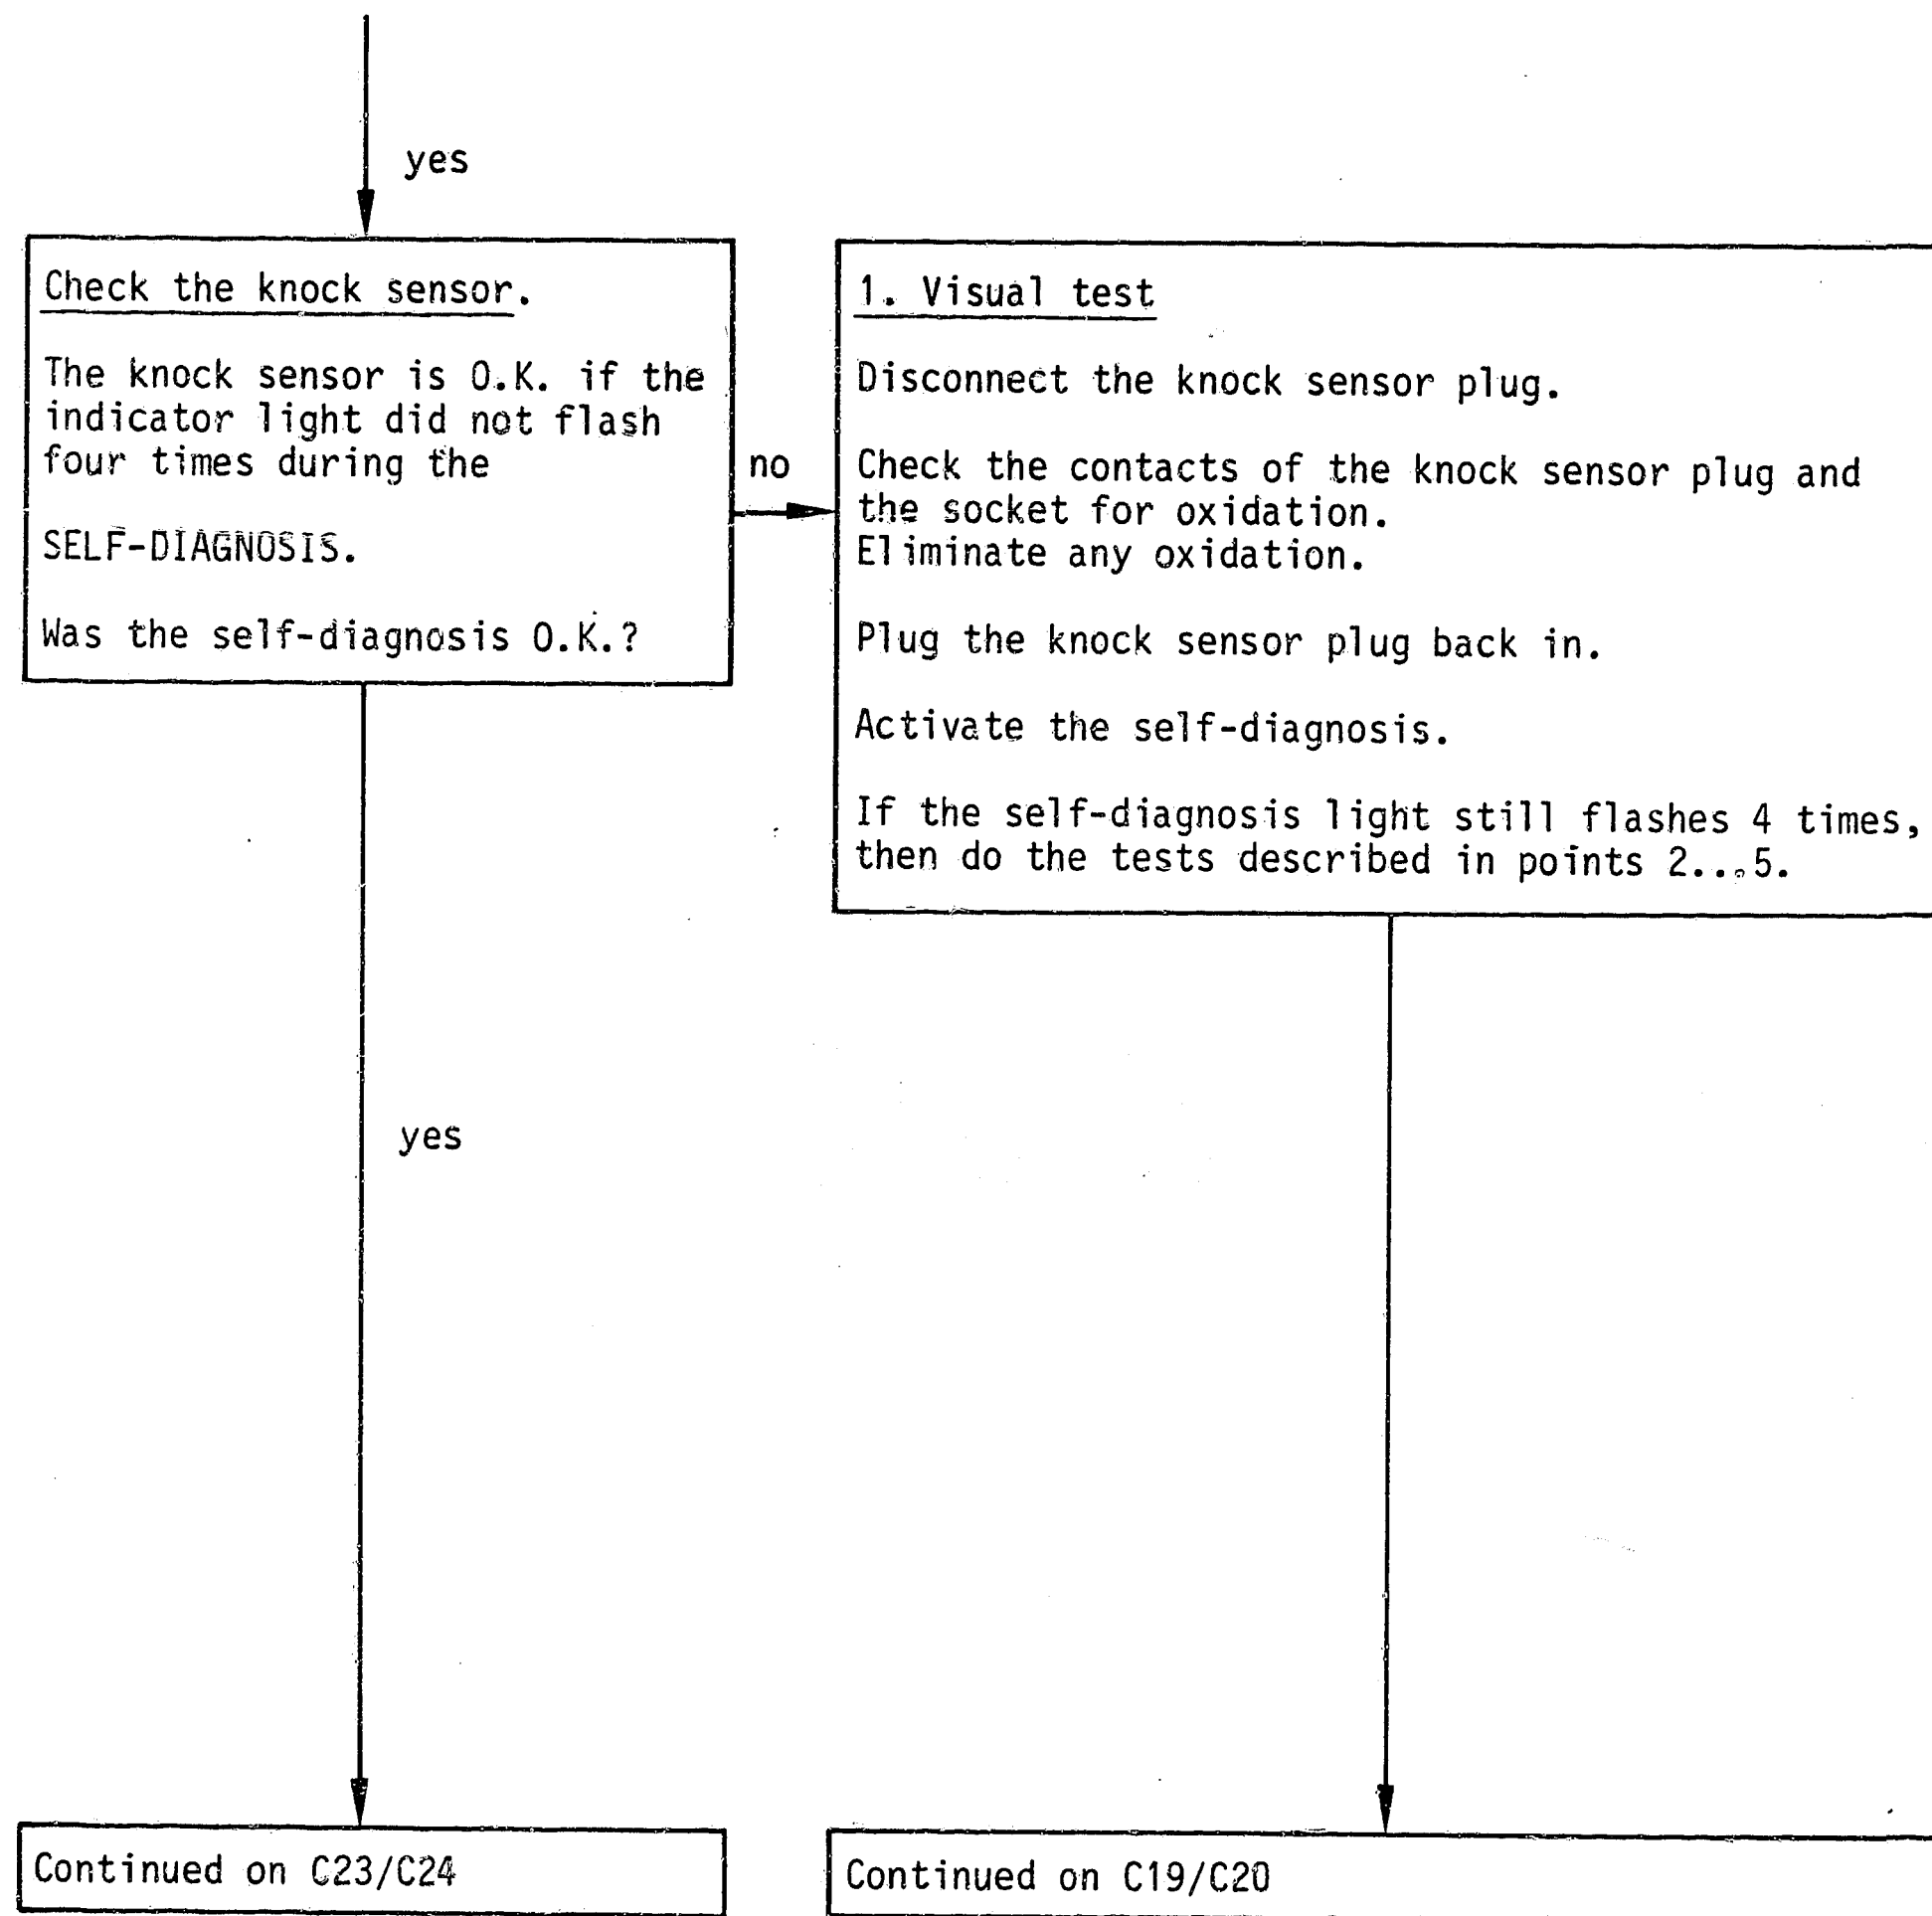 yes
Check the knock sensor.
The knock sensor is O.K. if the
indicator light did not flash
four times during the
SELF-DIAGNOSIS.
Was the self-diagnosis O.K.?
no
1. Visual test
Disconnect the knock sensor plug.
Check the contacts of the knock sensor plug and
the socket for oxidation.
Eliminate any oxidation.
Plug the knock sensor plug back in.
Activate the self-diagnosis.
If the self-diagnosis light still flashes 4 times,
then do the tests described in points 2...5.
yes
Continued on C23/C24
Continued on C19/C20